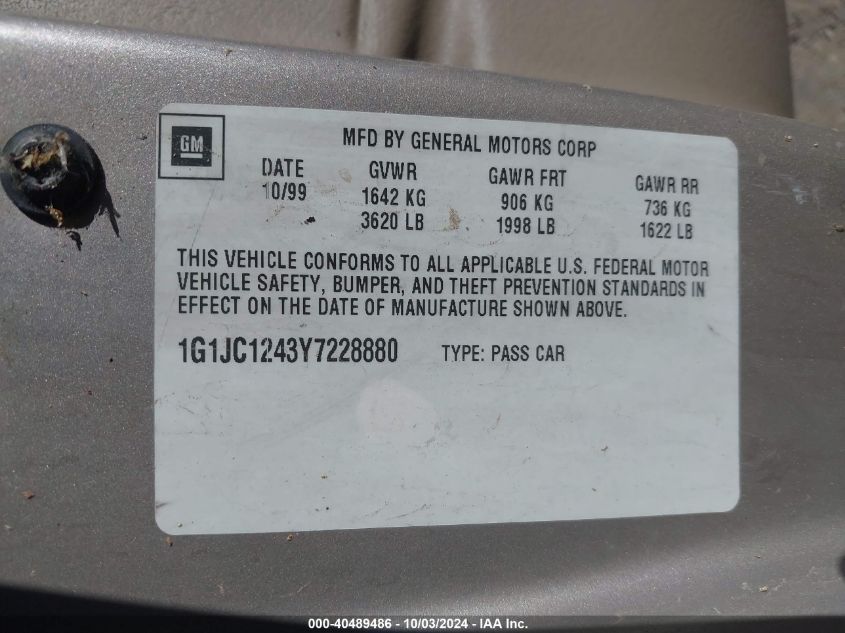 GM
MFD BY GENERAL MOTORS CORP
DATE GVWR GAWR FRT GAWR RR
10/99 1642 KG 906 KG 736 KG
3620 LB 1998 LB 1622 LB
THIS VEHICLE CONFORMS TO ALL APPLICABLE U.S. FEDERAL MOTOR
VEHICLE SAFETY, BUMPER, AND THEFT PREVENTION STANDARDS IN
EFFECT ON THE DATE OF MANUFACTURE SHOWN ABOVE.
1G1JC1243Y7228880 TYPE: PASS CAR
000-40489486 - 10/03/2024 - IAA Inc.